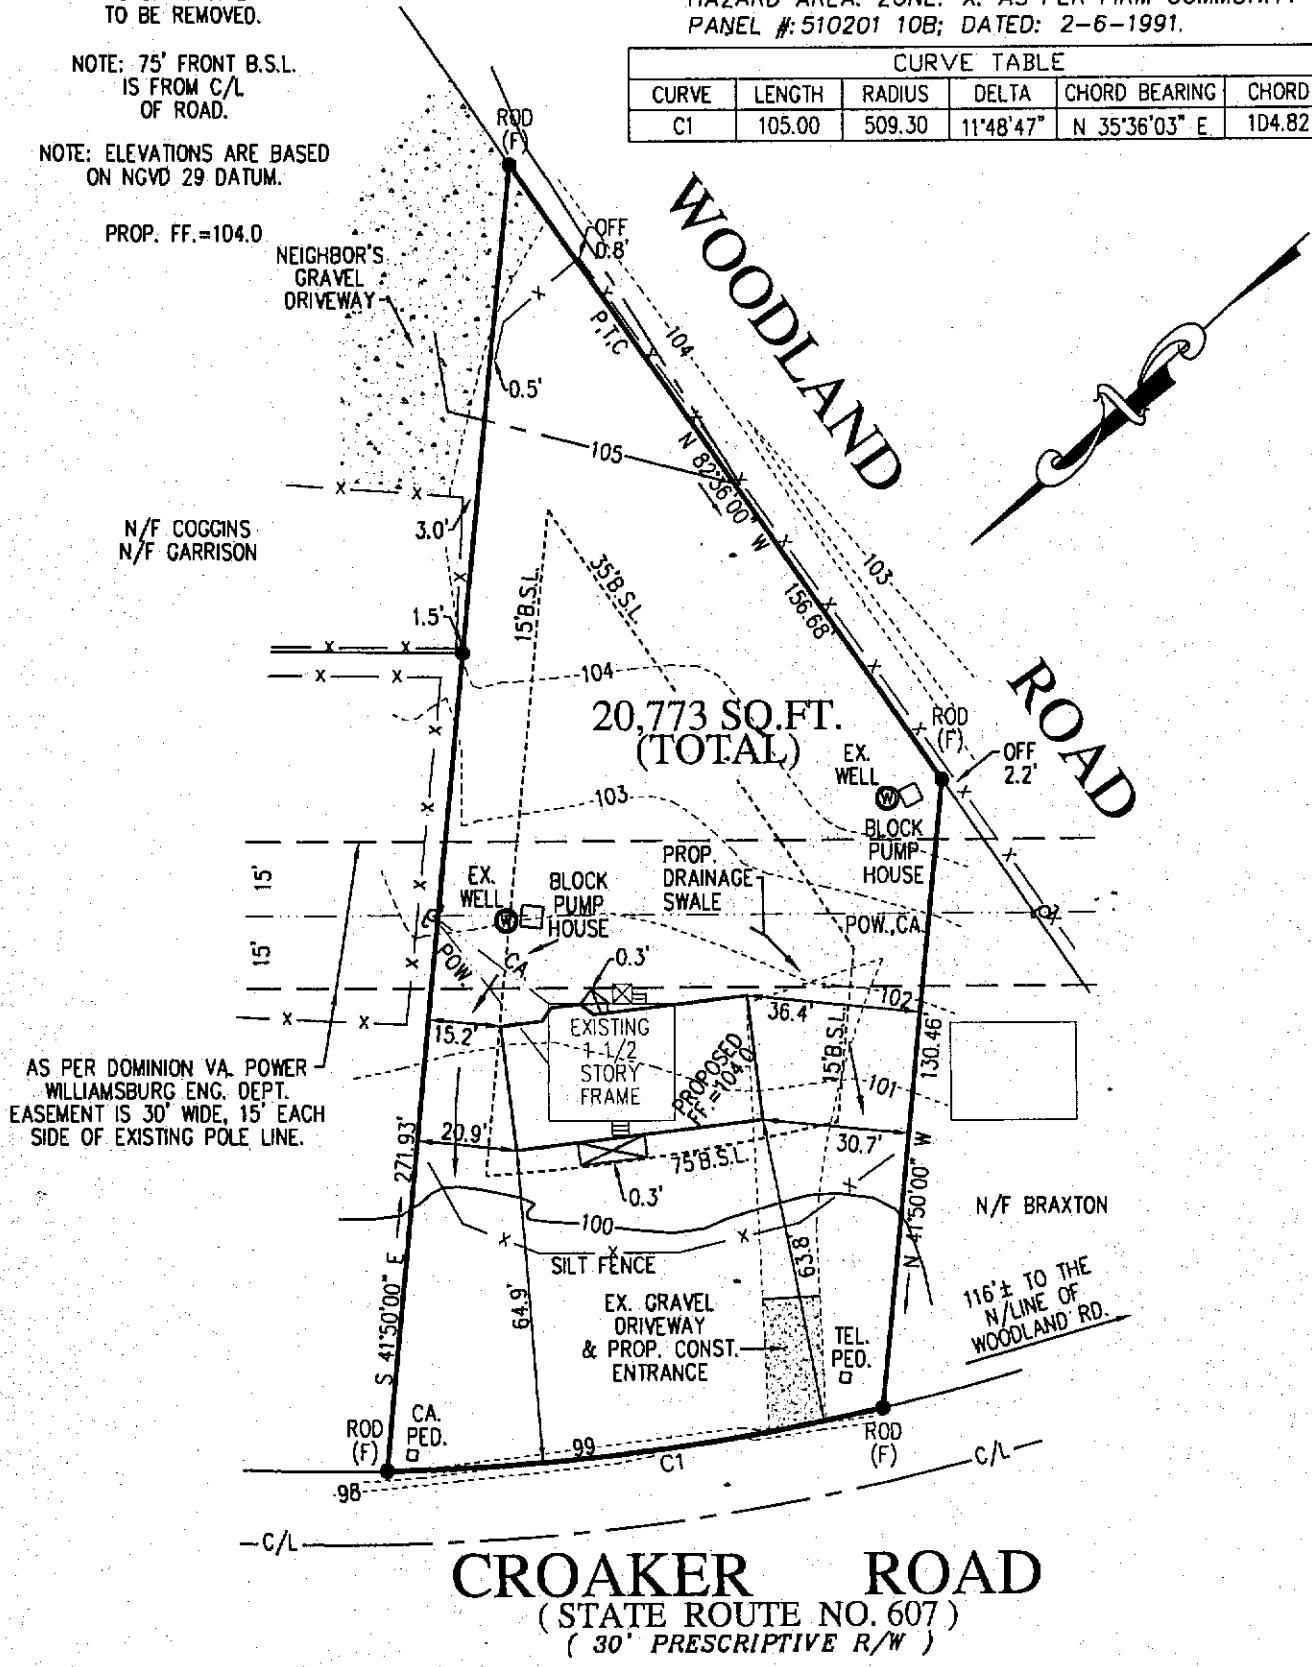 TO BE REMOVED.
NOTE: 75' FRONT B.S.L.
IS FROM C/L
OF ROAD.
NOTE: ELEVATIONS ARE BASED
ON NGVD 29 DATUM.
PROP. FF.=104.0
PANEL #: 510201 10B; DATED: 2-6-1991.
CURVE TABLE
CURVE LENGTH RADIUS DELTA CHORD BEARING CHORD
C1 105.00 509.30 11°48'47" N 35°36'03" E 104.82
ROD
(F)
OFF
0.8'
NEIGHBOR'S
GRAVEL
DRIVEWAY
WOODLAND
ROAD
P.T.C
104
0.5'
105
N 82°36'00" W
156.68'
103
3.0'
N/F COGGINS
N/F GARRISON
1.5'
15'B.S.L
35'B.S.L
104
20,773 SQ.FT.
(TOTAL)
ROD
(F)
OFF
2.2'
EX.
WELL
W
BLOCK
PUMP
HOUSE
103
15'
15'
EX.
WELL
W
BLOCK
PUMP
HOUSE
PROP.
DRAINAGE
SWALE
POW.,CA.
POW.
CA
0.3'
102
36.4'
15.2'
EXISTING
1 1/2
STORY
FRAME
PROPOSED
FF.=104.0
15'B.S.L
130.46
101
AS PER DOMINION VA. POWER
WILLIAMSBURG ENG. DEPT.
EASEMENT IS 30' WIDE, 15' EACH
SIDE OF EXISTING POLE LINE.
20.9'
30.7'
75'B.S.L.
0.3'
S 41°50'00" E 271.93'
N 41°50'00" W
N/F BRAXTON
100
SILT FENCE
64.9'
63.8
116'± TO THE
N/LINE OF
WOODLAND RD.
EX. GRAVEL
DRIVEWAY
& PROP. CONST.
ENTRANCE
TEL.
PED.
ROD
(F)
CA.
PED.
ROD
(F)
99
C1
98
C/L
C/L
CROAKER ROAD
( STATE ROUTE NO. 607 )
( 30' PRESCRIPTIVE R/W )